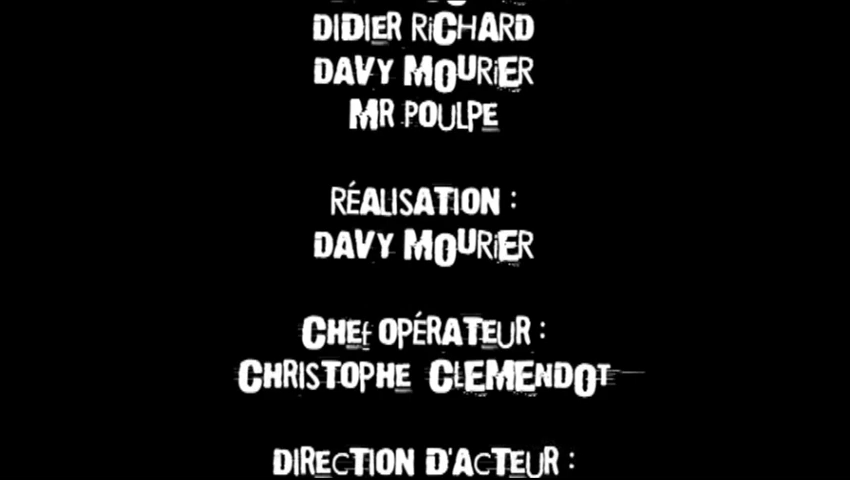 DIDIER RICHARD
DAVY MOURIER
MR POULPE
RÉALISATION :
DAVY MOURIER
CHEF OPÉRATEUR :
CHRISTOPHE CLEMENDOT
DIRECTION D'ACTEUR :